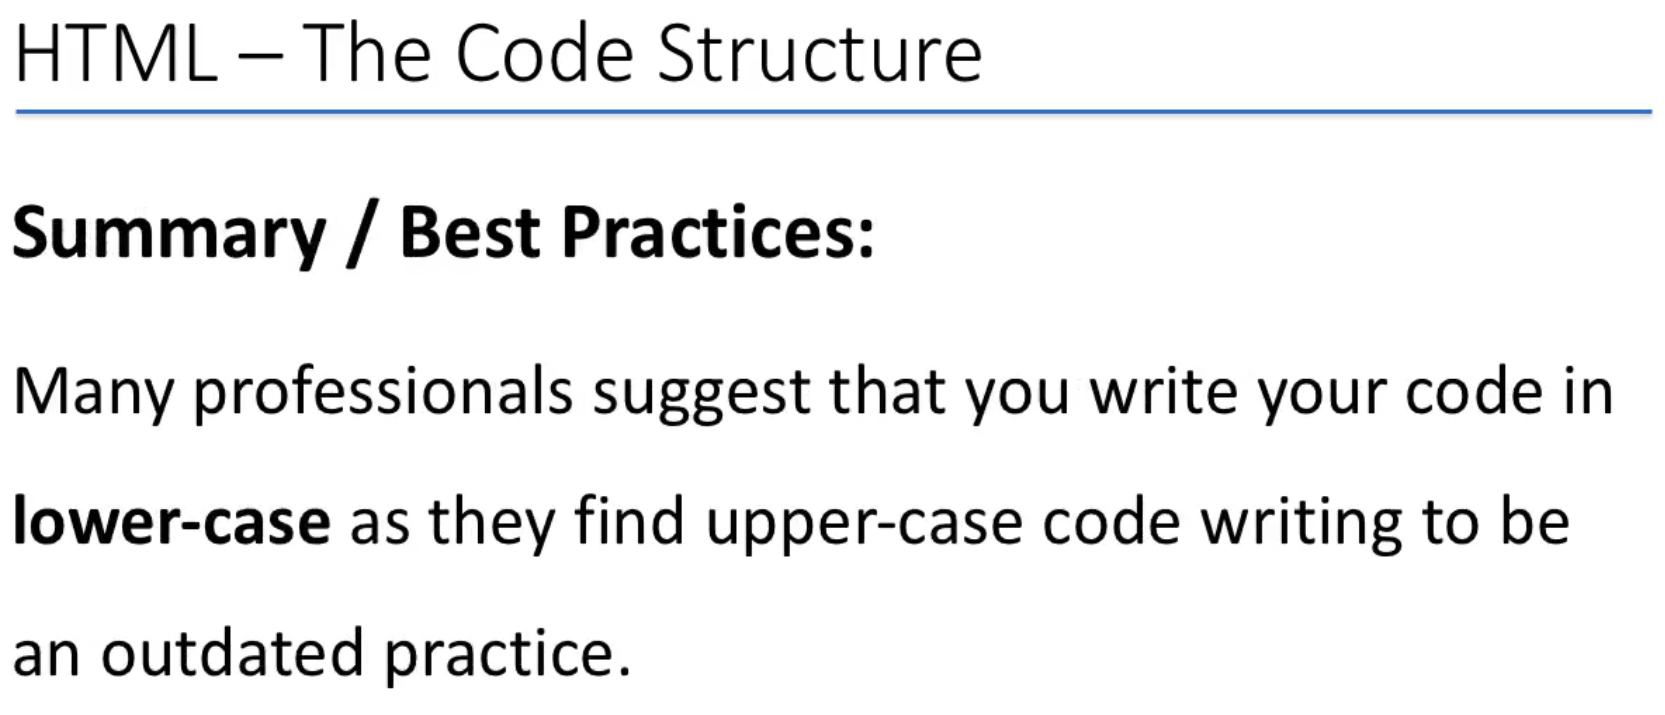 HTML – The Code Structure
Summary / Best Practices:
Many professionals suggest that you write your code in
lower-case as they find upper-case code writing to be
an outdated practice.